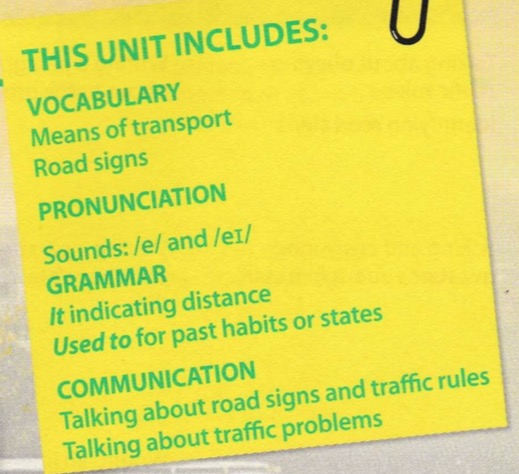 THIS UNIT INCLUDES:
VOCABULARY
Means of transport
Road signs
PRONUNCIATION
Sounds: /e/ and /eɪ/
GRAMMAR
It indicating distance
Used to for past habits or states
COMMUNICATION
Talking about road signs and traffic rules
Talking about traffic problems